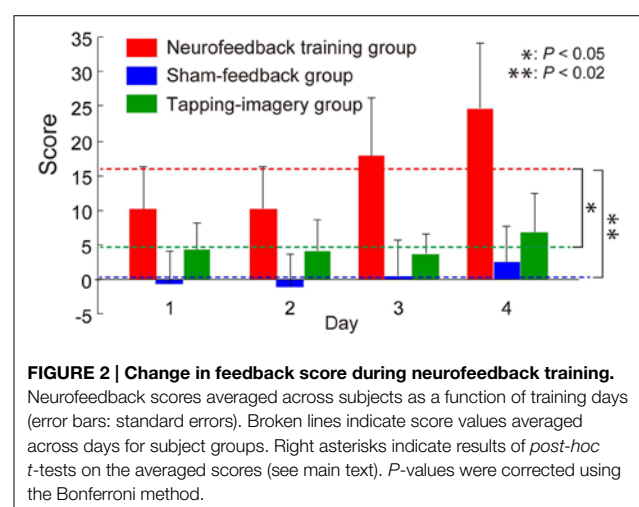 35
30
25
20
15
10
5
0
-5
Score
Neurofeedback training group
Sham-feedback group
Tapping-imagery group
*: P < 0.05
**: P < 0.02
*
**
1 2 3 4
Day
FIGURE 2 | Change in feedback score during neurofeedback training.
Neurofeedback scores averaged across subjects as a function of training days
(error bars: standard errors). Broken lines indicate score values averaged
across days for subject groups. Right asterisks indicate results of post-hoc
t-tests on the averaged scores (see main text). P-values were corrected using
the Bonferroni method.